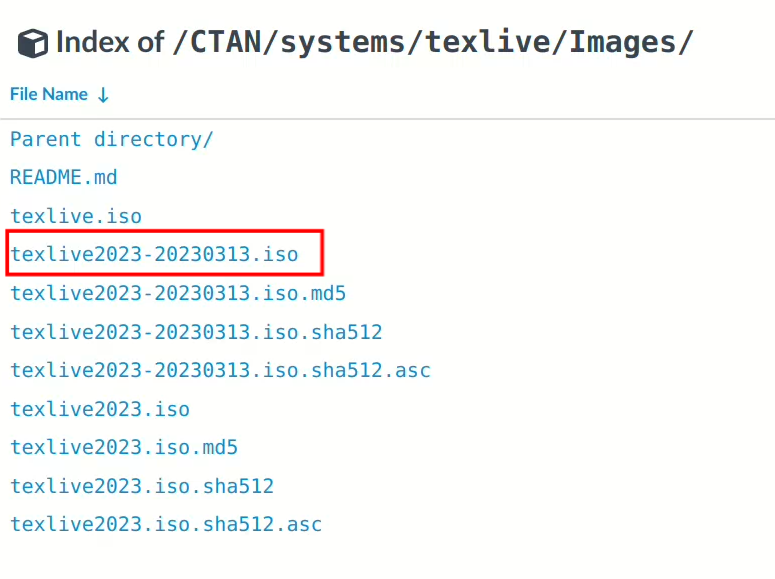 Index of /CTAN/systems/texlive/Images/
File Name ↓
Parent directory/
README.md
texlive.iso
texlive2023-20230313.iso
texlive2023-20230313.iso.md5
texlive2023-20230313.iso.sha512
texlive2023-20230313.iso.sha512.asc
texlive2023.iso
texlive2023.iso.md5
texlive2023.iso.sha512
texlive2023.iso.sha512.asc